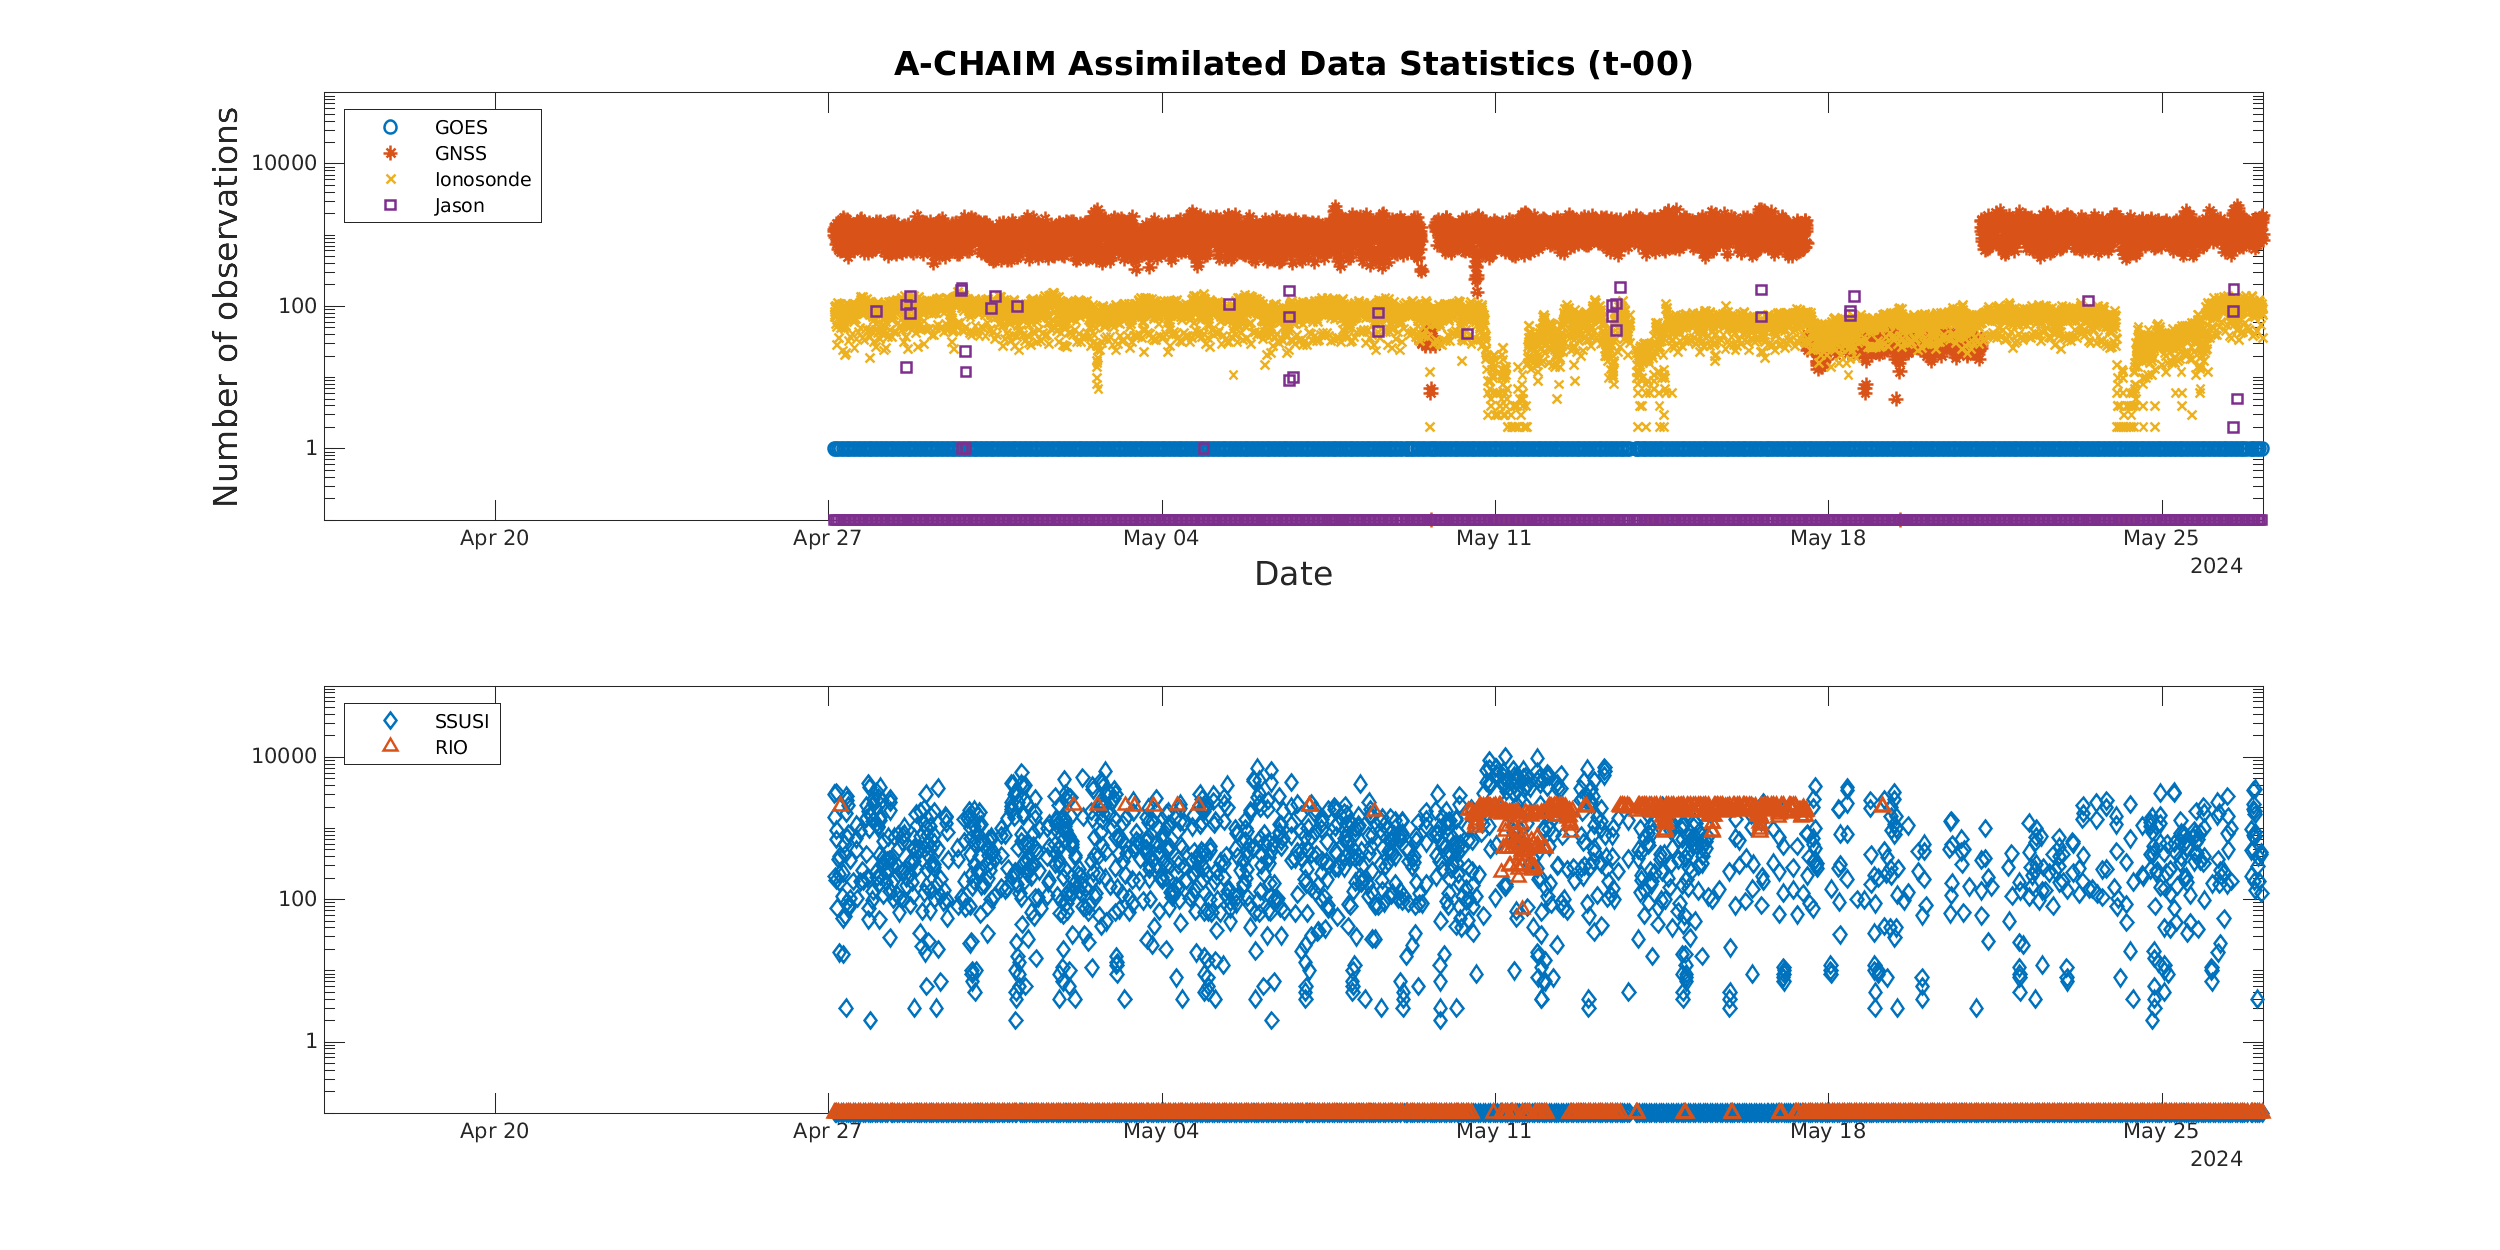 A-CHAIM Assimilated Data Statistics (t-00)
Number of observations
10000
100
1
GOES
GNSS
Ionosonde
Jason
Apr 20
Apr 27
May 04
May 11
May 18
May 25
2024
Date
10000
100
1
SSUSI
RIO
Apr 20
Apr 27
May 04
May 11
May 18
May 25
2024